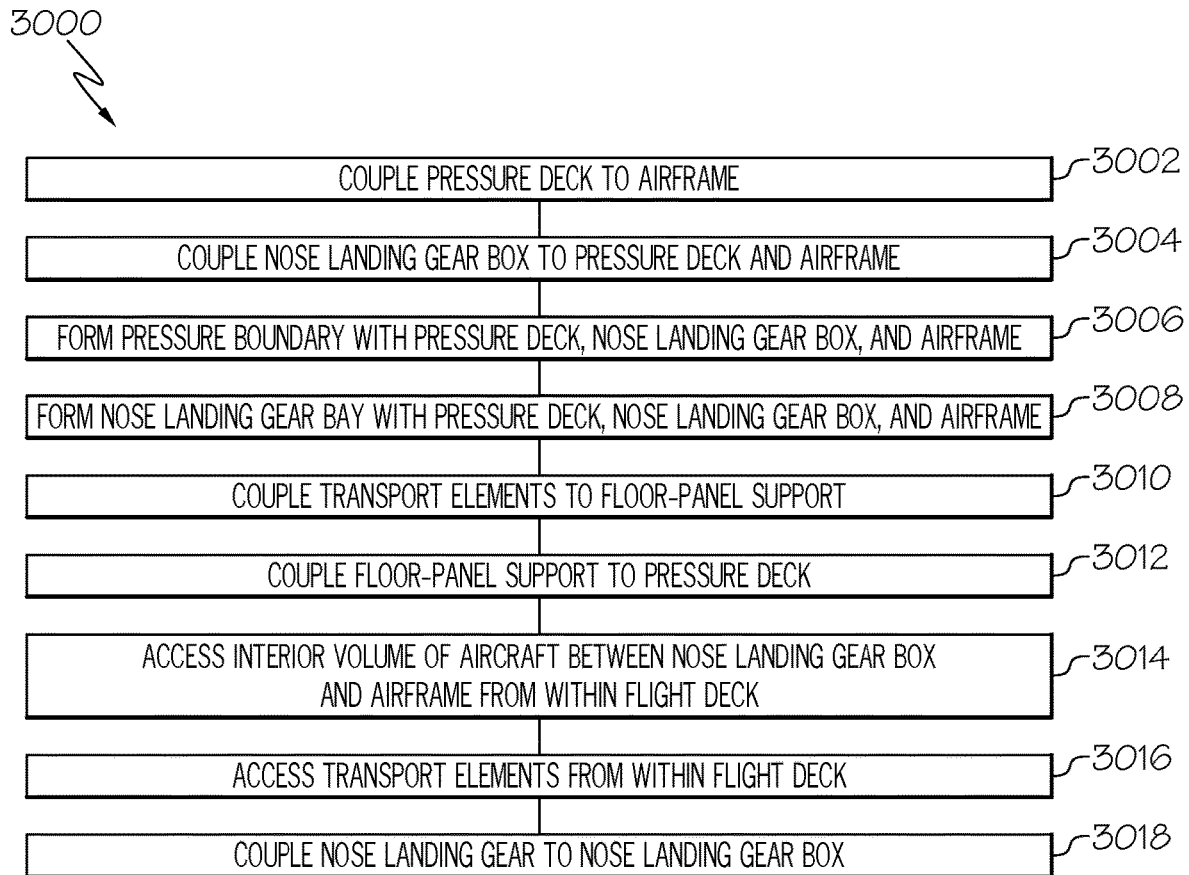 3000
COUPLE PRESSURE DECK TO AIRFRAME
3002
COUPLE NOSE LANDING GEAR BOX TO PRESSURE DECK AND AIRFRAME
3004
FORM PRESSURE BOUNDARY WITH PRESSURE DECK, NOSE LANDING GEAR BOX, AND AIRFRAME
3006
FORM NOSE LANDING GEAR BAY WITH PRESSURE DECK, NOSE LANDING GEAR BOX, AND AIRFRAME
3008
COUPLE TRANSPORT ELEMENTS TO FLOOR-PANEL SUPPORT
3010
COUPLE FLOOR-PANEL SUPPORT TO PRESSURE DECK
3012
ACCESS INTERIOR VOLUME OF AIRCRAFT BETWEEN NOSE LANDING GEAR BOX
AND AIRFRAME FROM WITHIN FLIGHT DECK
3014
ACCESS TRANSPORT ELEMENTS FROM WITHIN FLIGHT DECK
3016
COUPLE NOSE LANDING GEAR TO NOSE LANDING GEAR BOX
3018